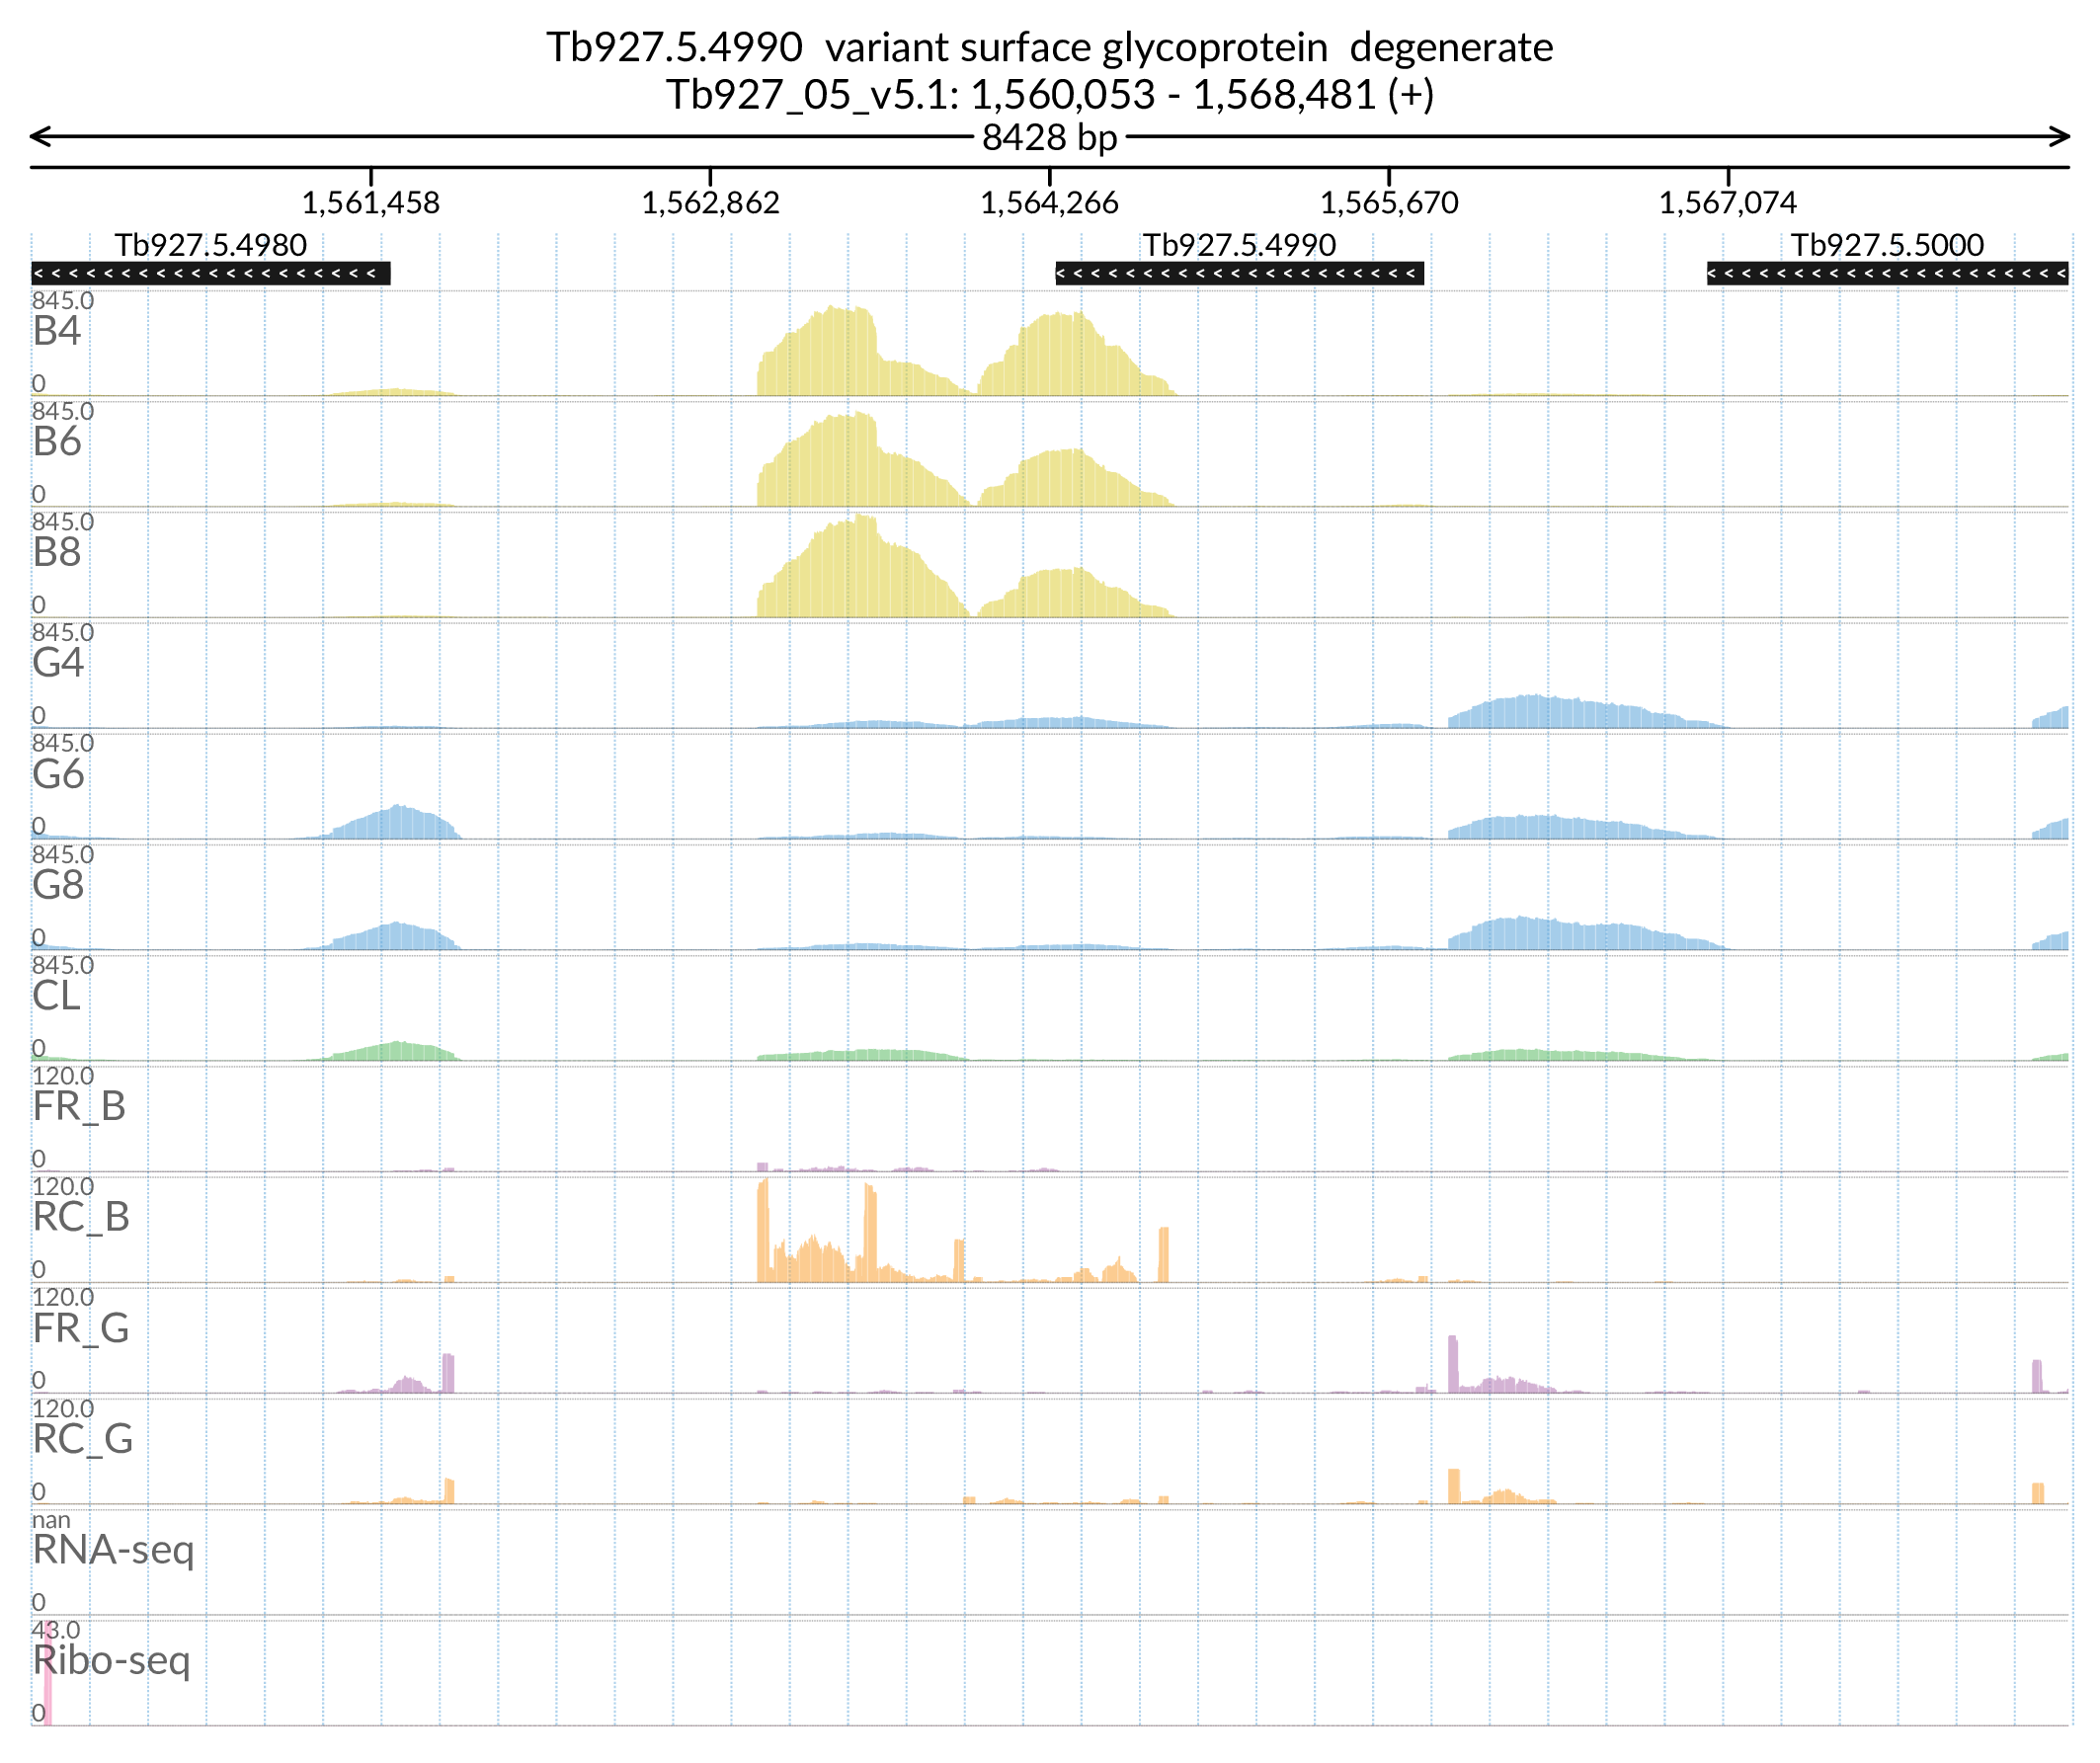 Tb927.5.4990 variant surface glycoprotein degenerate
Tb927_05_v5.1: 1,560,053 - 1,568,481 (+)
8428 bp
1,561,458 1,562,862 1,564,266 1,565,670 1,567,074
Tb927.5.4980 Tb927.5.4990 Tb927.5.5000
845.0
B4
0
845.0
B6
0
845.0
B8
0
845.0
G4
0
845.0
G6
0
845.0
G8
0
845.0
CL
0
120.0
FR_B
0
120.0
RC_B
0
120.0
FR_G
0
120.0
RC_G
0
nan
RNA-seq
0
43.0
Ribo-seq
0